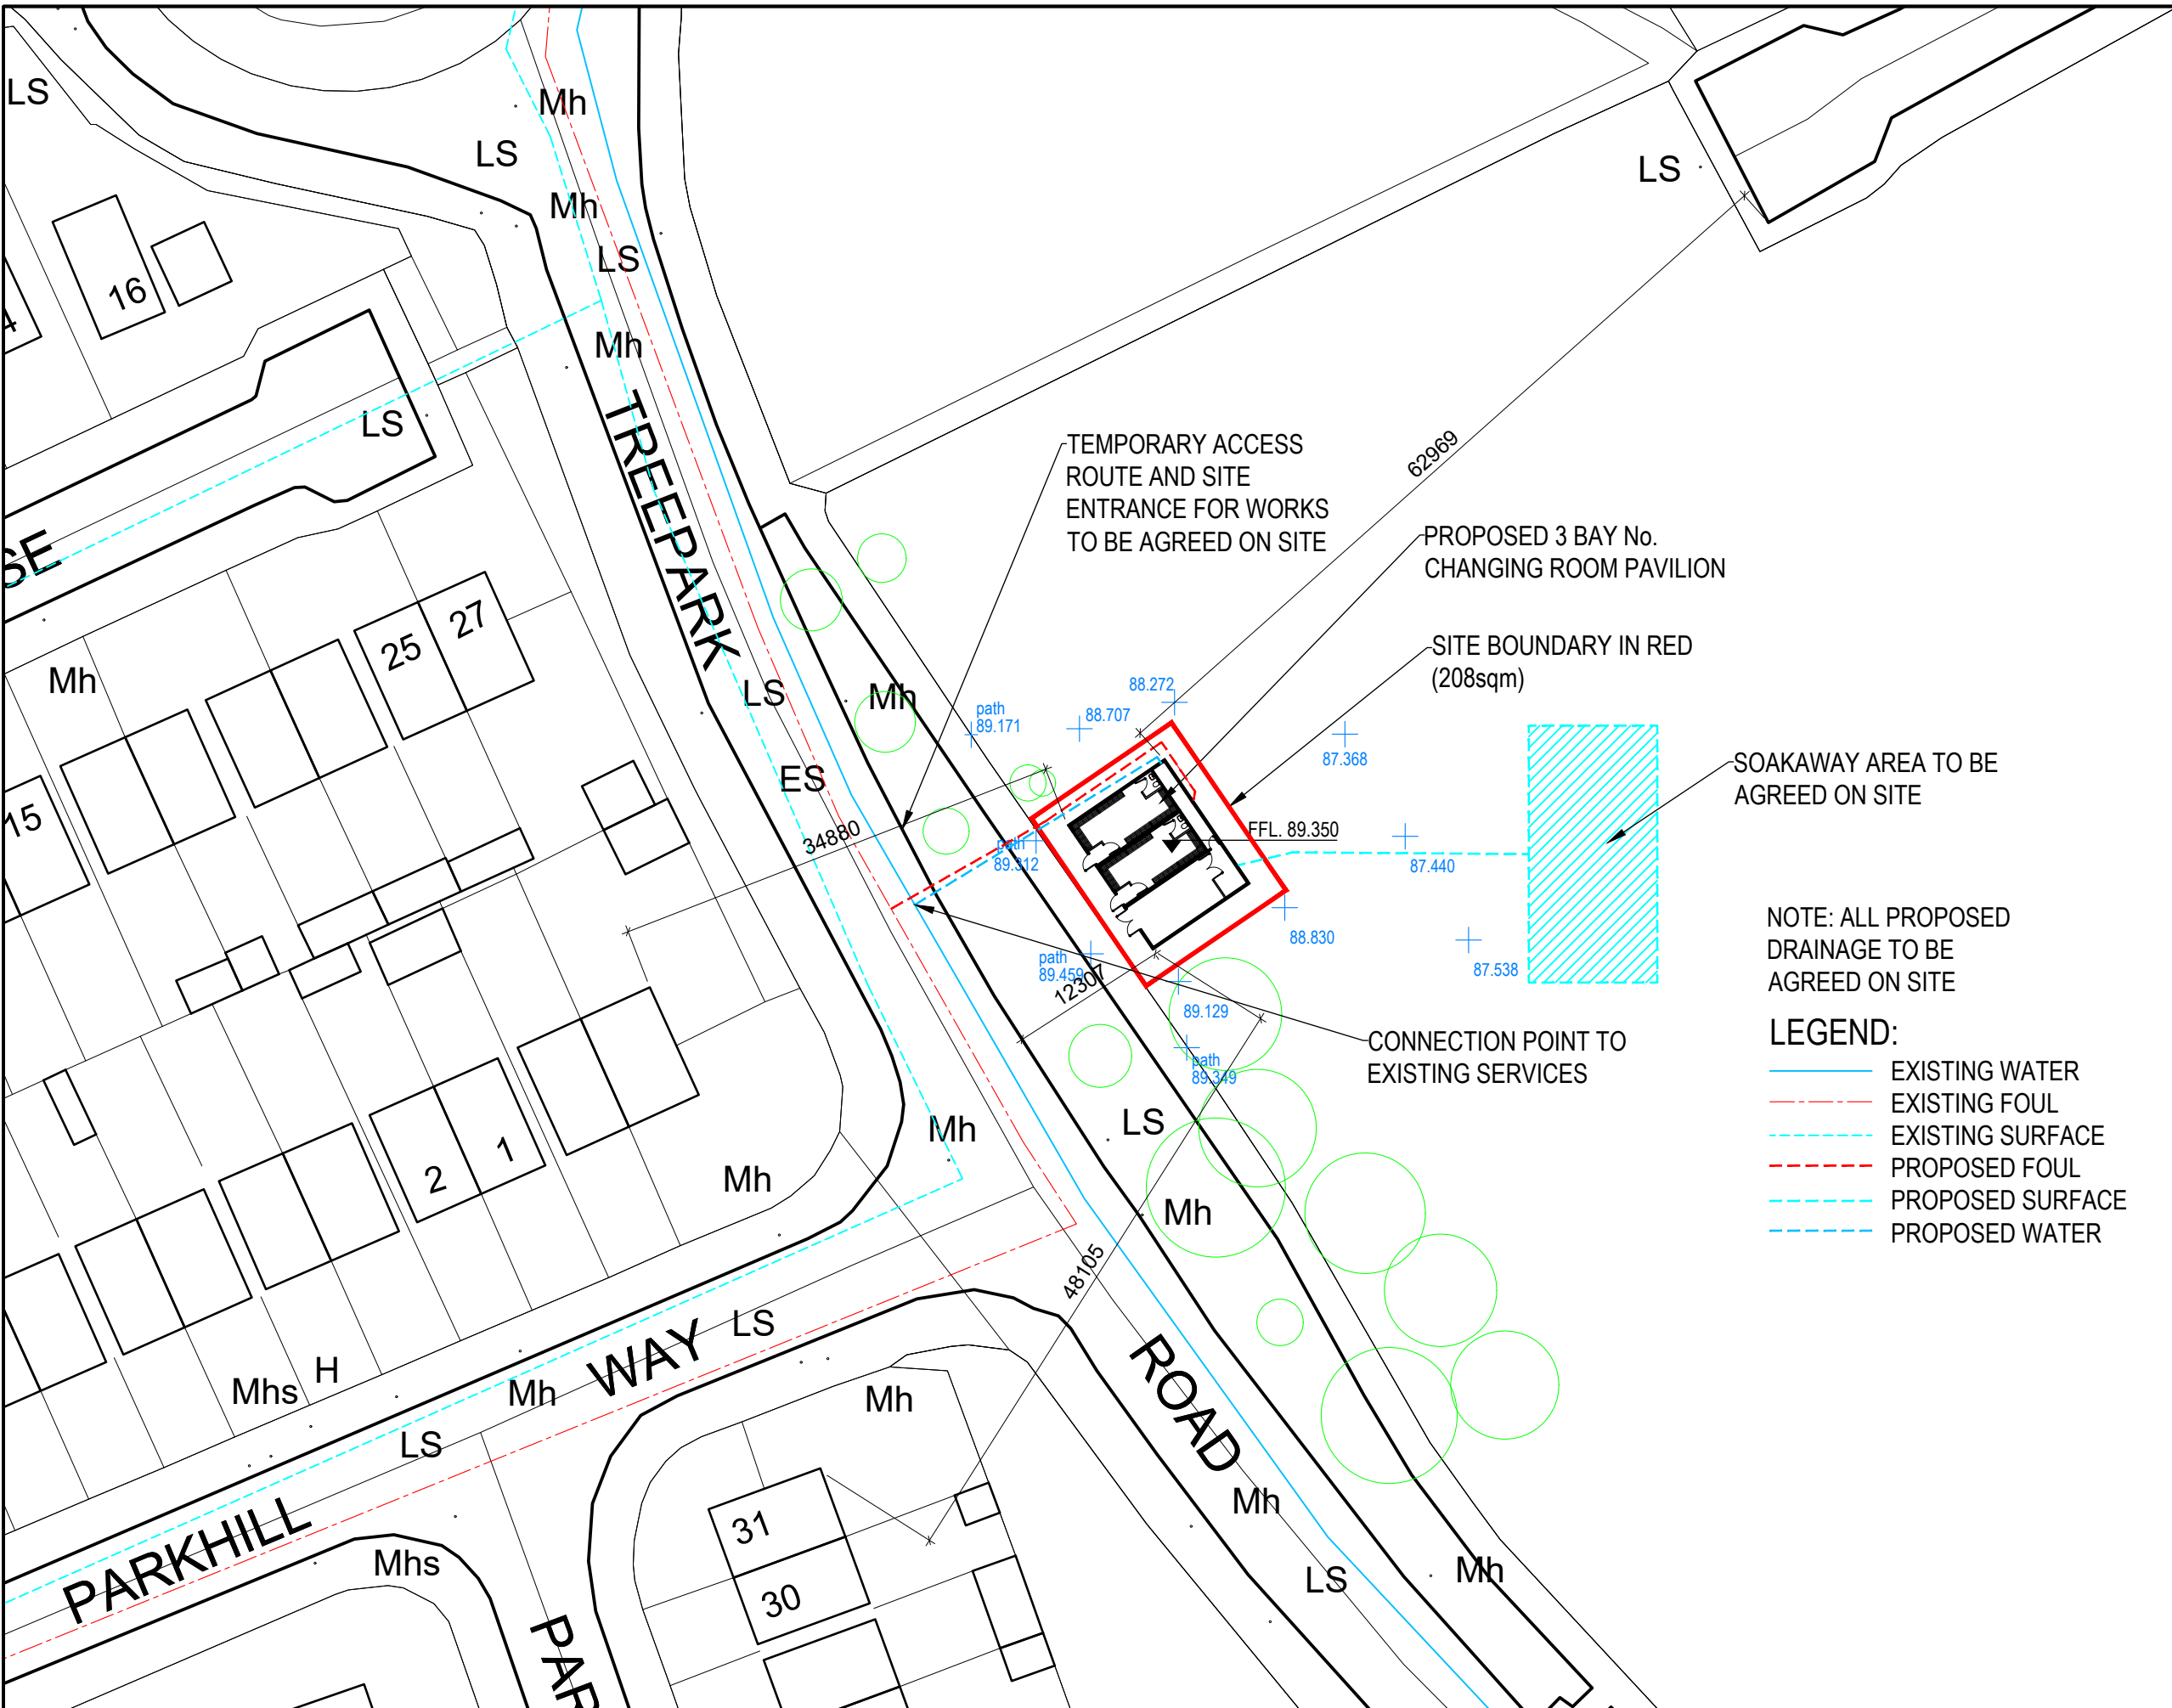 LS
Mh
LS
Mh
LS
LS
16
4
Mh
LS
TREEPARK
TEMPORARY ACCESS
ROUTE AND SITE
ENTRANCE FOR WORKS
TO BE AGREED ON SITE
62969
PROPOSED 3 BAY No.
CHANGING ROOM PAVILION
SE
25
27
SITE BOUNDARY IN RED
(208sqm)
Mh
LS
Mh
88.272
path
89.171
88.707
87.368
ES
SOAKAWAY AREA TO BE
AGREED ON SITE
15
34880
path
89.312
FFL. 89.350
87.440
88.830
87.538
NOTE: ALL PROPOSED
DRAINAGE TO BE
AGREED ON SITE
path
89.459
12307
89.129
path
89.349
CONNECTION POINT TO
EXISTING SERVICES
LEGEND:
EXISTING WATER
EXISTING FOUL
EXISTING SURFACE
PROPOSED FOUL
PROPOSED SURFACE
PROPOSED WATER
Mh
LS
2
1
Mh
Mh
48105
LS
WAY
ROAD
H
Mhs
Mh
Mh
LS
PARKHILL
31
30
Mh
Mhs
LS
Mh
PAR